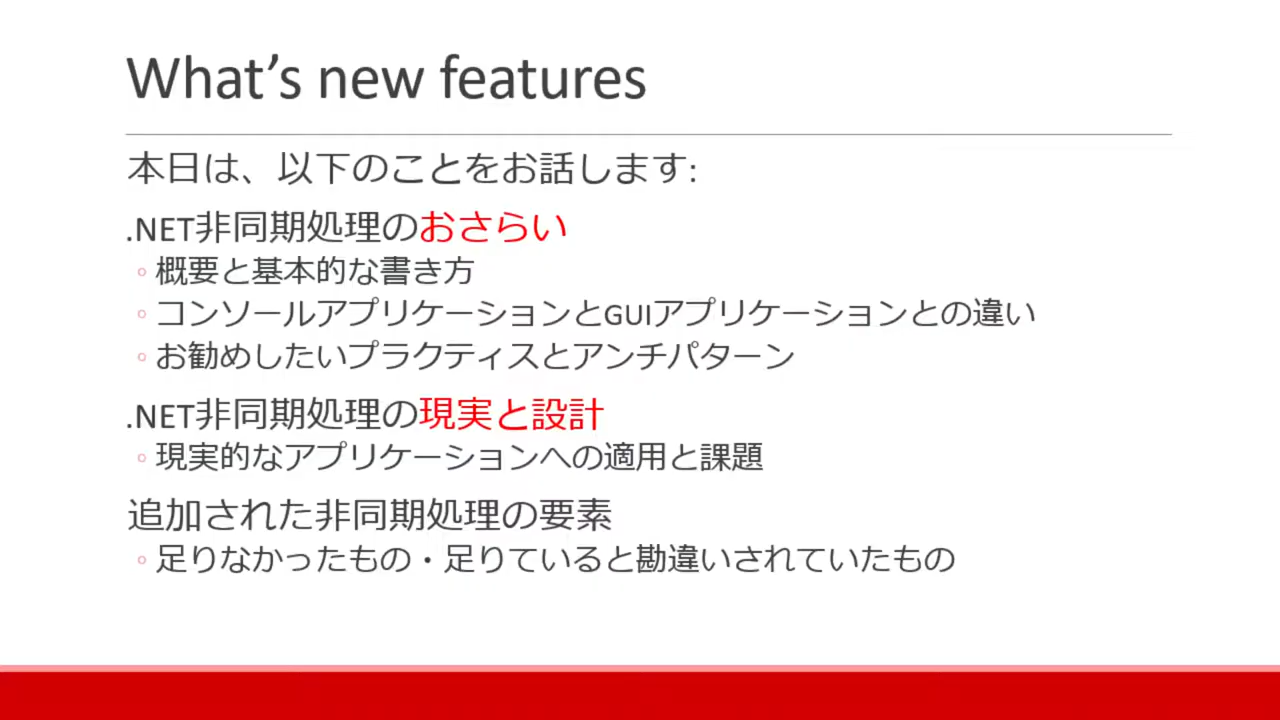 What’s new features
本日は、以下のことをお話します:
.NET非同期処理のおさらい
◦ 概要と基本的な書き方
◦ コンソールアプリケーションとGUIアプリケーションとの違い
◦ お勧めしたいプラクティスとアンチパターン
.NET非同期処理の現実と設計
◦ 現実的なアプリケーションへの適用と課題
追加された非同期処理の要素
◦ 足りなかったもの・足りていると勘違いされていたもの